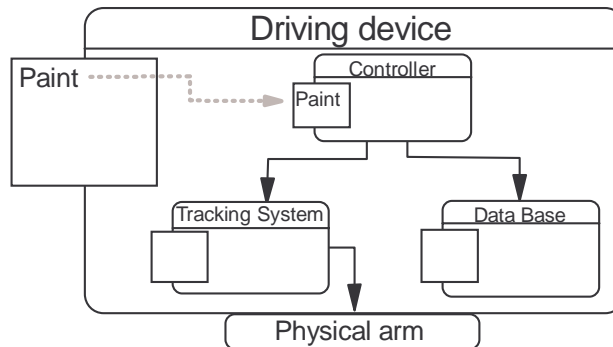 Driving device
Controller
Paint
Paint
Tracking System
Data Base
Physical arm